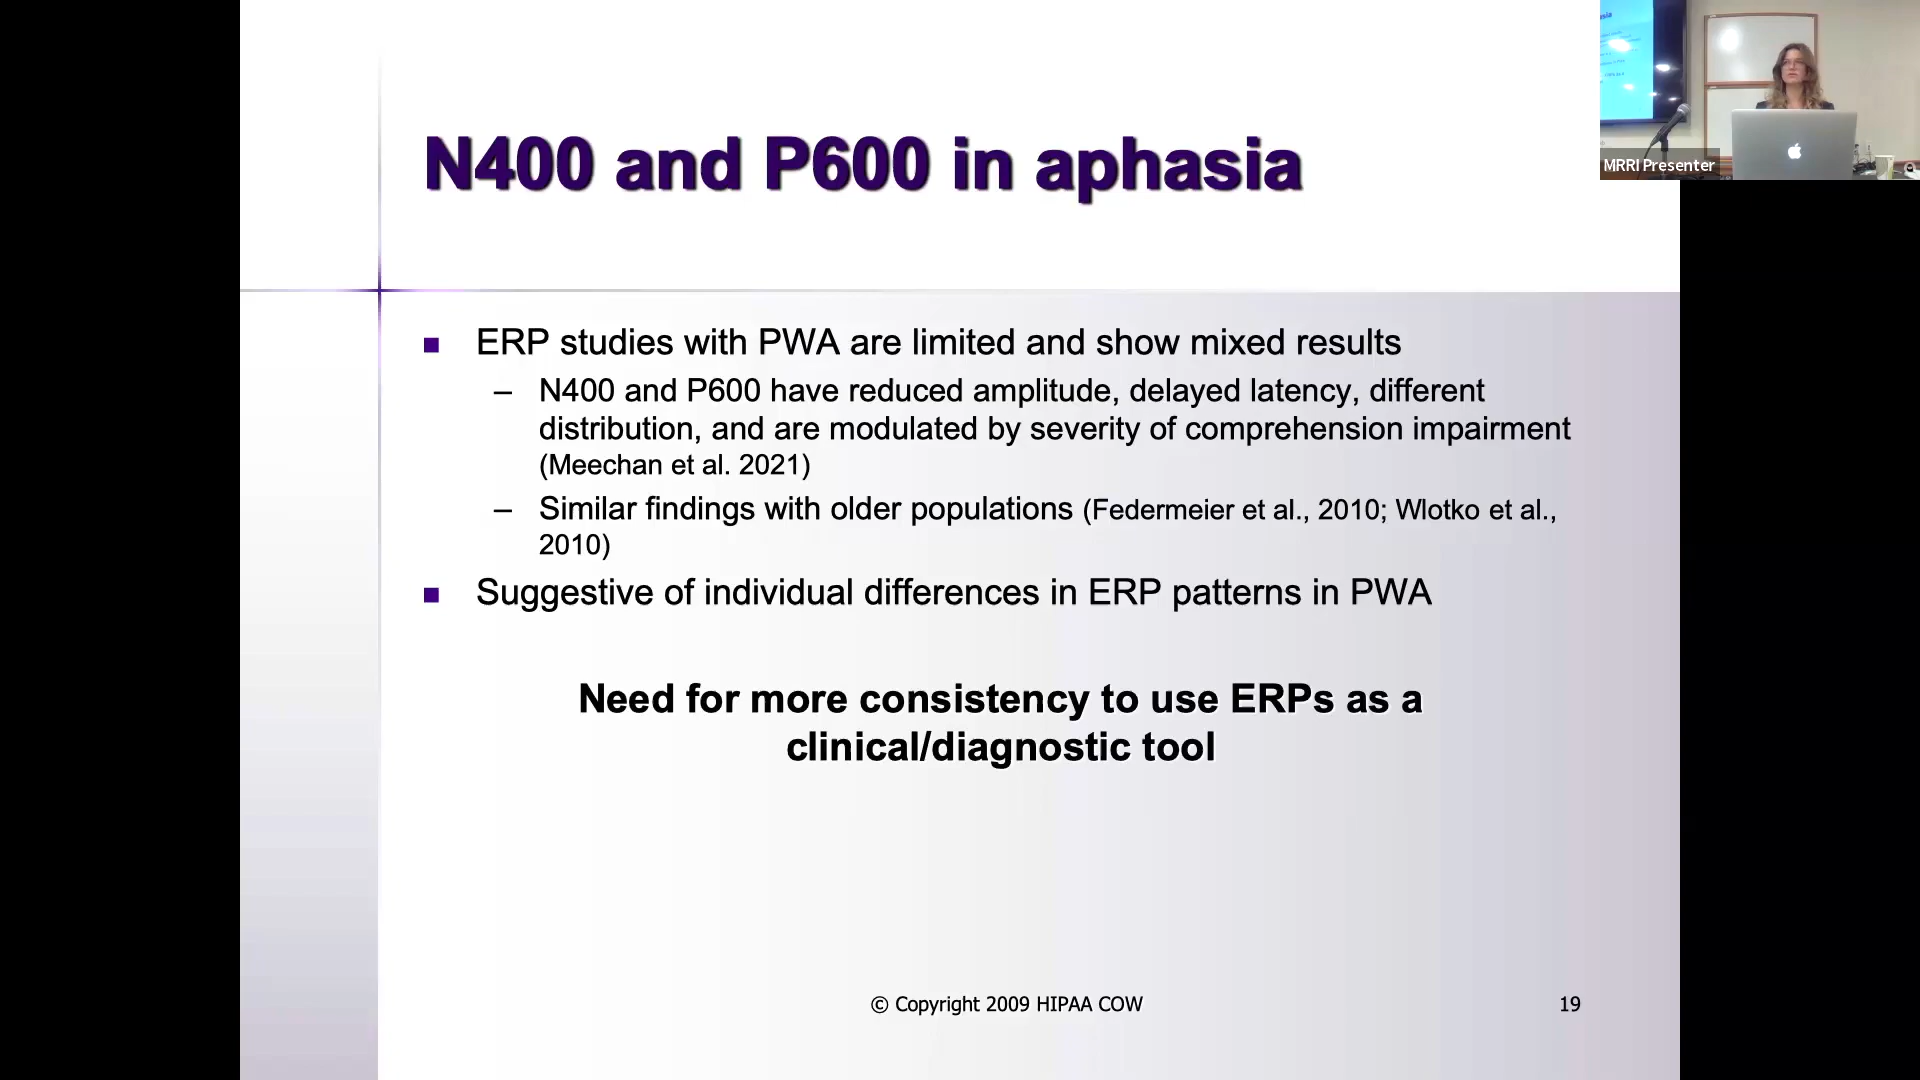 N400 and P600 in aphasia
MRRI Presenter
■ ERP studies with PWA are limited and show mixed results
– N400 and P600 have reduced amplitude, delayed latency, different
distribution, and are modulated by severity of comprehension impairment
(Meechan et al. 2021)
– Similar findings with older populations (Federmeier et al., 2010; Wlotko et al.,
2010)
■ Suggestive of individual differences in ERP patterns in PWA
Need for more consistency to use ERPs as a
clinical/diagnostic tool
© Copyright 2009 HIPAA COW
19